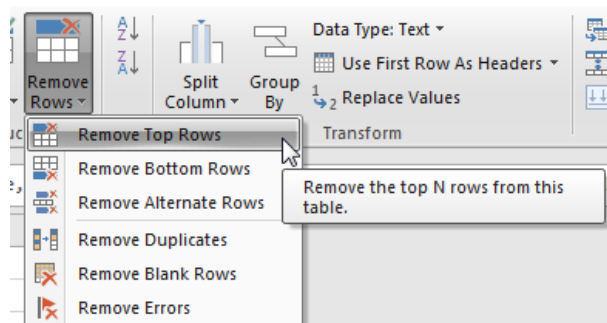 A
Z
Z
A
Data Type: Text
Use First Row As Headers
1
2 Replace Values
Remove
Rows
Split
Column
Group
By
Transform
Remove Top Rows
Remove Bottom Rows
Remove Alternate Rows
Remove Duplicates
Remove Blank Rows
Remove Errors
Remove the top N rows from this
table.